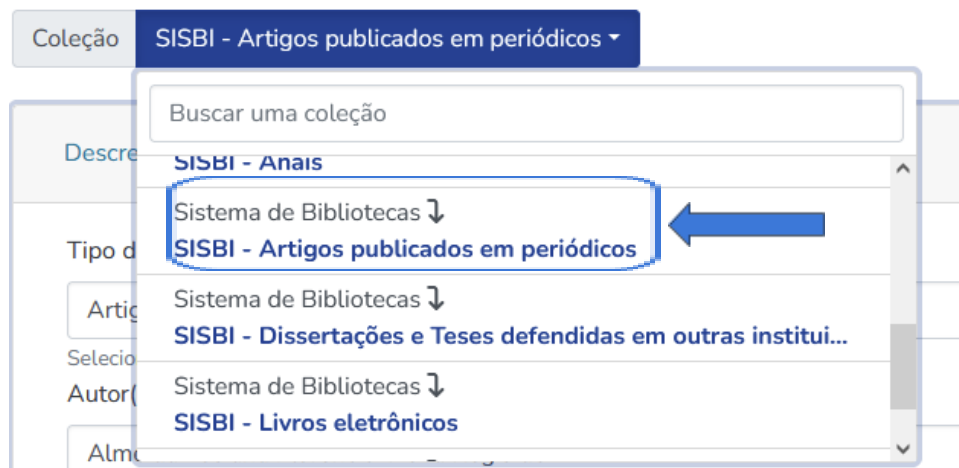 Coleção SISBI - Artigos publicados em periódicos
Buscar uma coleção
Descre
SISBI - Anais
Sistema de Bibliotecas
SISBI - Artigos publicados em periódicos
Tipo d
Sistema de Bibliotecas
Artig
SISBI - Dissertações e Teses defendidas em outras institui...
Selecio
Sistema de Bibliotecas
Autor(
SISBI - Livros eletrônicos
Alm